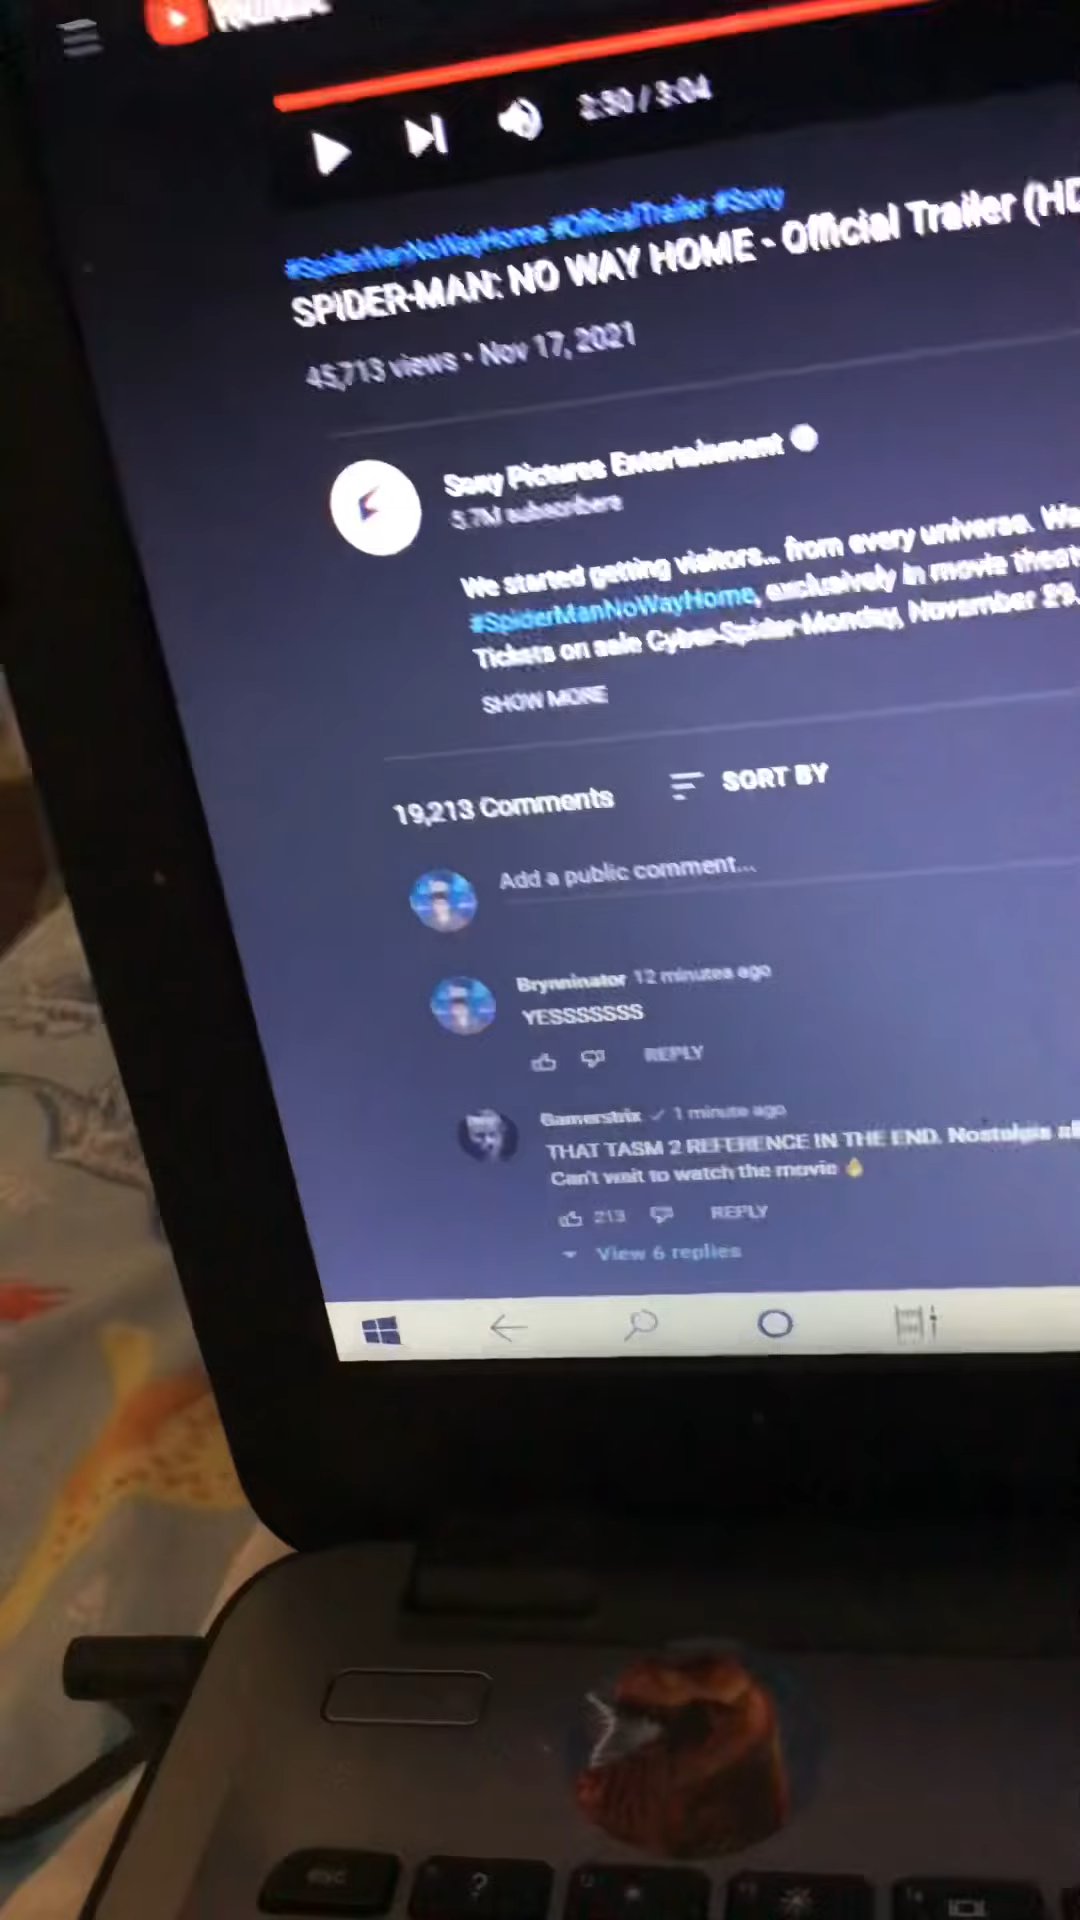 2:30 / 3:04
#SpiderManNoWayHome #OfficialTrailer #Sony
SPIDER-MAN: NO WAY HOME - Official Trailer (HD
45,713 views • Nov 17, 2021
Sony Pictures Entertainment
5.7M subscribers
We started getting visitors... from every universe.
#SpiderManNoWayHome, exclusively in movie
Tickets on sale Cyber-Spider-Monday, November 29.
SHOW MORE
19,213 Comments
SORT BY
Add a public comment...
Brynninator 12 minutes ago
YESSSSSSS
REPLY
Gamerstrix ✓ 1 minute ago
THAT TASM 2 REFERENCE IN THE END. Nostalgia
Can't wait to watch the movie
213
REPLY
View 6 replies
esc
?